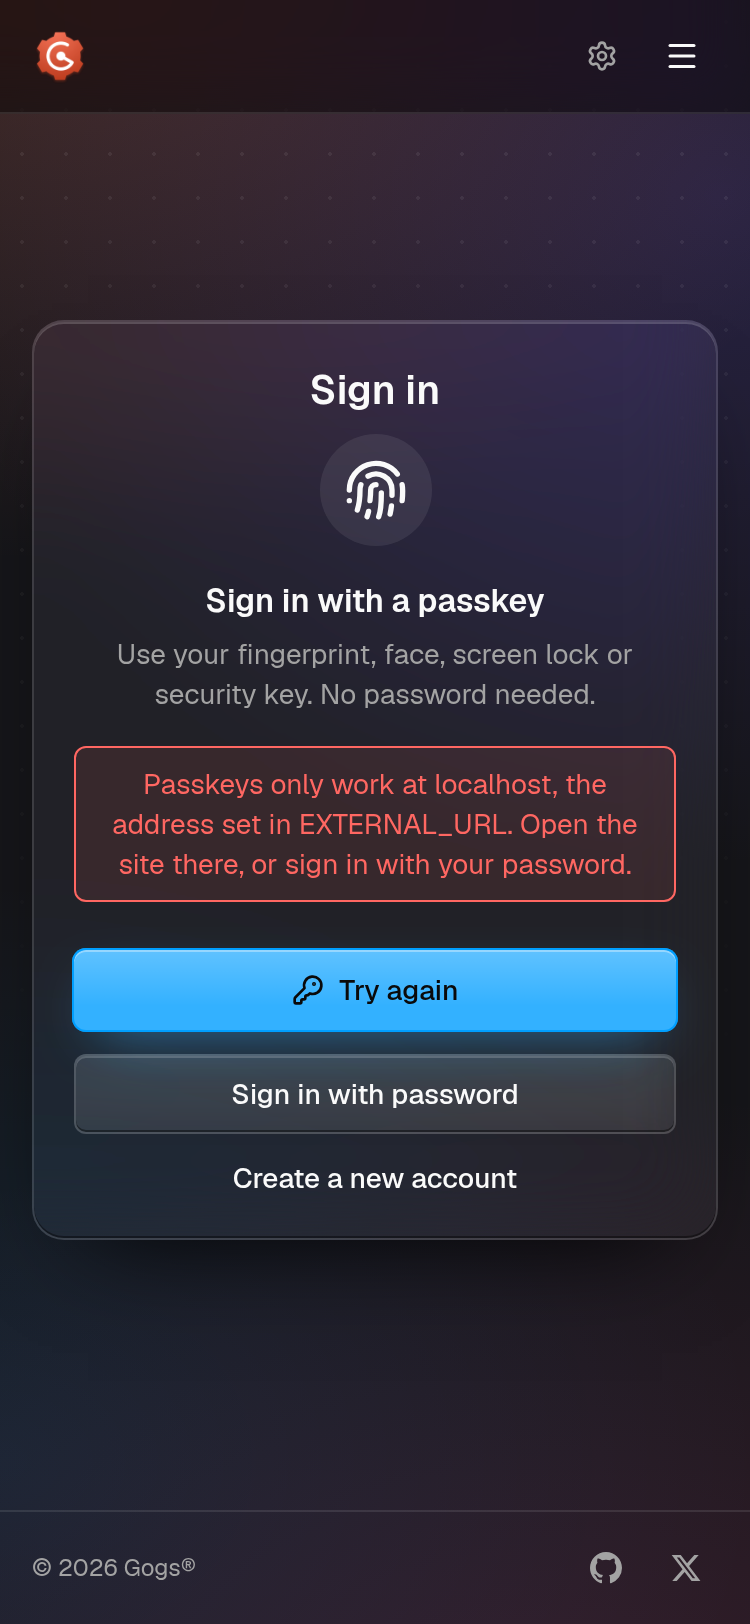 Sign in
Sign in with a passkey
Use your fingerprint, face, screen lock or
security key. No password needed.
Passkeys only work at localhost, the
address set in EXTERNAL_URL. Open the
site there, or sign in with your password.
Try again
Sign in with password
Create a new account
© 2026 Gogs®